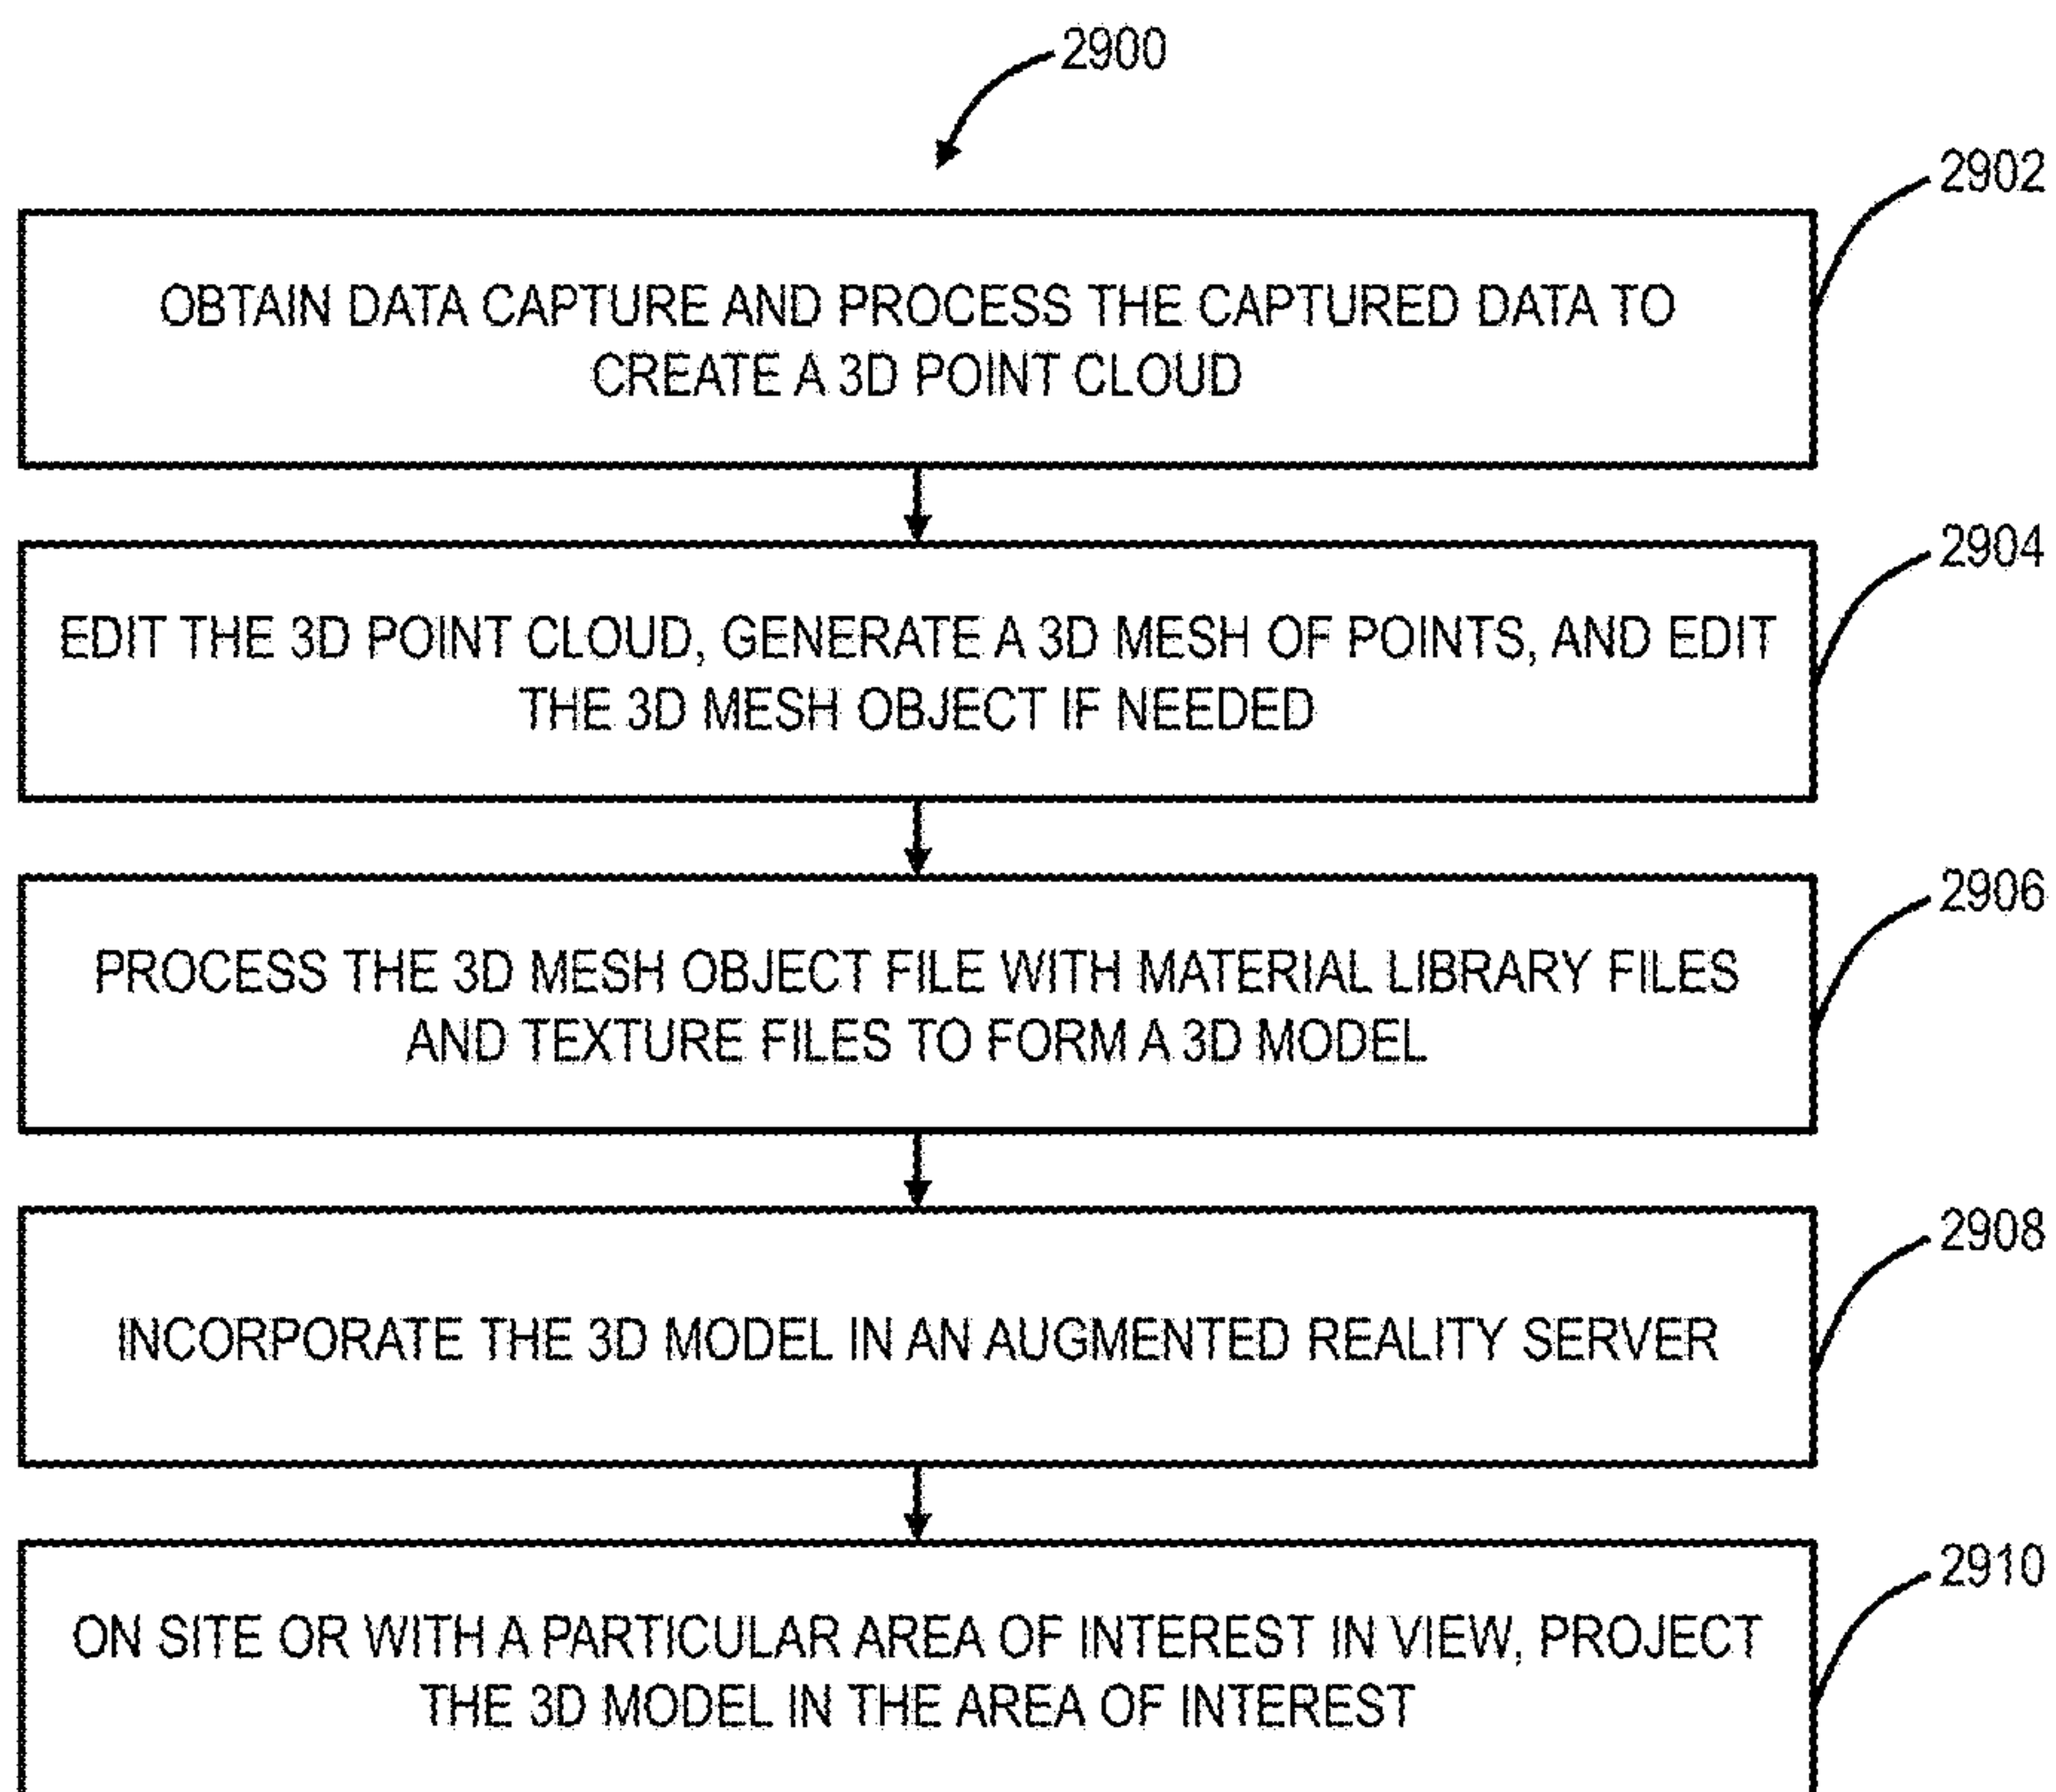 2900
2902
OBTAIN DATA CAPTURE AND PROCESS THE CAPTURED DATA TO
CREATE A 3D POINT CLOUD
2904
EDIT THE 3D POINT CLOUD, GENERATE A 3D MESH OF POINTS, AND EDIT
THE 3D MESH OBJECT IF NEEDED
2906
PROCESS THE 3D MESH OBJECT FILE WITH MATERIAL LIBRARY FILES
AND TEXTURE FILES TO FORM A 3D MODEL
2908
INCORPORATE THE 3D MODEL IN AN AUGMENTED REALITY SERVER
2910
ON SITE OR WITH A PARTICULAR AREA OF INTEREST IN VIEW, PROJECT
THE 3D MODEL IN THE AREA OF INTEREST